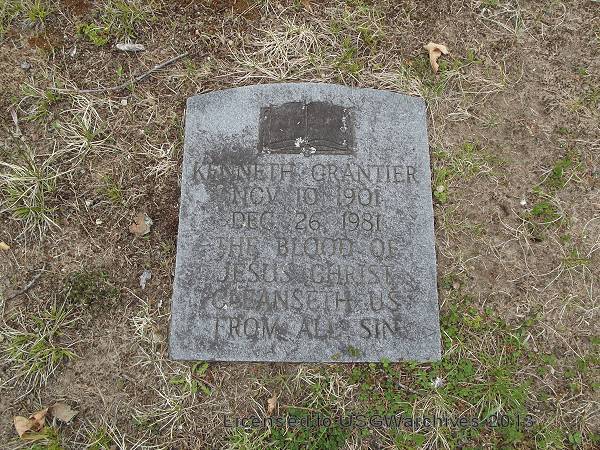 KENNETH GRANTIER
NOV 10 1901
DEC 26 1981
THE BLOOD OF
JESUS CHRIST
CLEANSETH US
FROM ALL SIN
Licensed to USGWarchives 2013